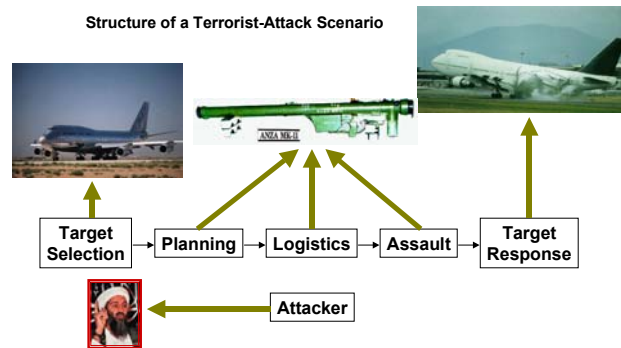 Structure of a Terrorist-Attack Scenario
ANZA MK-II
Target
Selection
Planning
Logistics
Assault
Target
Response
Attacker